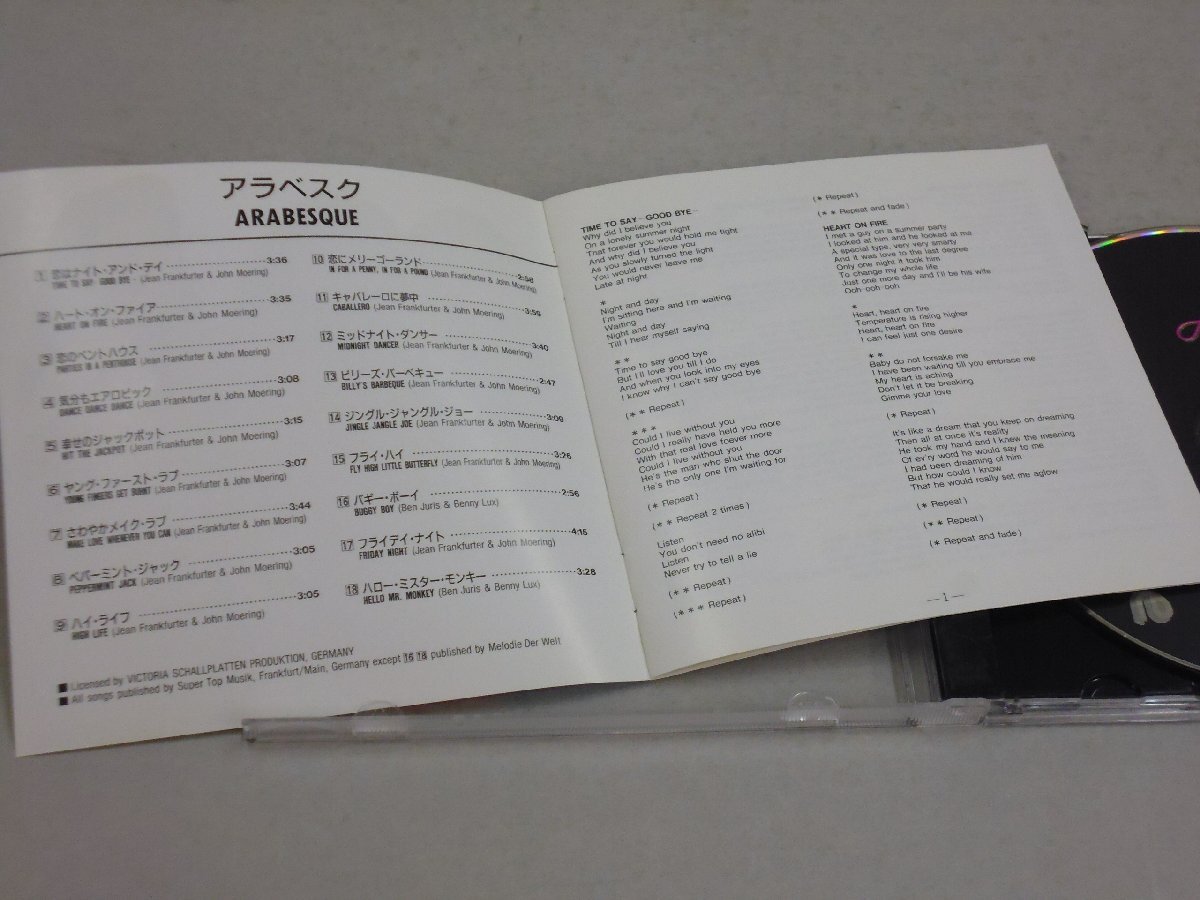 アラベスク
ARABESQUE
1 恋はナイト・アンド・デイ 3:36
TIME TO SAY "GOOD BYE" (Jean Frankfurter & John Moering)
2 ハート・オン・ファイア 3:35
HEART ON FIRE (Jean Frankfurter & John Moering)
3 恋のペントハウス 3:17
PARTIES IN A PENTHOUSE (Jean Frankfurter & John Moering)
4 気分もエアロビック 3:08
DANCE DANCE DANCE (Jean Frankfurter & John Moering)
5 幸せのジャックポット 3:15
HIT THE JACKPOT (Jean Frankfurter & John Moering)
6 ヤング・ファースト・ラブ 3:07
YOUNG FINGERS GET BURNT (Jean Frankfurter & John Moering)
7 さわやかメイク・ラブ 3:44
MAKE LOVE WHENEVER YOU CAN (Jean Frankfurter & John Moering)
8 ペパーミント・ジャック 3:05
PEPPERMINT JACK (Jean Frankfurter & John Moering)
9 ハイ・ライフ 3:05
HIGH LIFE (Jean Frankfurter & John Moering)
10 恋にメリーゴーランド 2:58
IN FOR A PENNY, IN FOR A POUND (Jean Frankfurter & John Moering)
11 キャバレーロに夢中 3:56
CABALLERO (Jean Frankfurter & John Moering)
12 ミッドナイト・ダンサー 3:40
MIDNIGHT DANCER (Jean Frankfurter & John Moering)
13 ビリーズ・バーベキュー 2:47
BILLY'S BARBEQUE (Jean Frankfurter & John Moering)
14 ジングル・ジャングル・ジョー 3:09
JINGLE JANGLE JOE (Jean Frankfurter & John Moering)
15 フライ・ハイ 3:26
FLY HIGH LITTLE BUTTERFLY (Jean Frankfurter & John Moering)
16 バギー・ボーイ 2:56
BUGGY BOY (Ben Juris & Benny Lux)
17 フライデイ・ナイト 4:16
FRIDAY NIGHT (Jean Frankfurter & John Moering)
18 ハロー・ミスター・モンキー 3:28
HELLO MR. MONKEY (Ben Juris & Benny Lux)
■ Licensed by VICTORIA SCHALLPLATTEN PRODUKTION, GERMANY
■ All songs published by Super Top Musik, Frankfurt/Main, Germany except 16 18 published by Melodie Der Welt
TIME TO SAY -GOOD BYE-
Why did I believe you
On a lonely summer night
That forever you would hold me tight
And why did I believe you
As you slowly turned the light
You would never leave me
Late at night
*
Night and day
I'm sitting here and I'm waiting
Waiting
Night and day
Till I hear myself saying
* *
Time to say good bye
But I'll love you till I do
And when you look into my eyes
I know why I can't say good bye
(* * Repeat)
* * *
Could I live without you
Could I really have held you more
With that real love foever more
Could I live without you
He's the man who shut the door
He's the only one I'm waiting for
(* Repeat)
(* * Repeat 2 times)
Listen
You don't need no alibi
Listen
Never try to tell a lie
(* * Repeat)
(* * * Repeat)
(* Repeat)
(* * Repeat and fade)
HEART ON FIRE
I met a guy on a summer party
I looked at him and he looked at me
A special type, very very smarty
And it was love to the last degree
Only one night it took him
To change my whole life
Just one more day and I'll be his wife
Ooh-ooh-ooh
*
Heart, heart on fire
Temperature is rising higher
Heart, heart on fire
I can feel just one desire
* *
Baby du not forsake me
I have been waiting till you embrace me
My heart is aching
Don't let it be breaking
Gimme your love
(* Repeat)
It's like a dream that you keep on dreaming
Then all at once it's reality
He took my hand and I knew the meaning
Of ev'ry word he would say to me
I had been dreaming of him
But how could I know
That he would really set me aglow
(* Repeat)
(* * Repeat)
(* Repeat and fade)
—1—